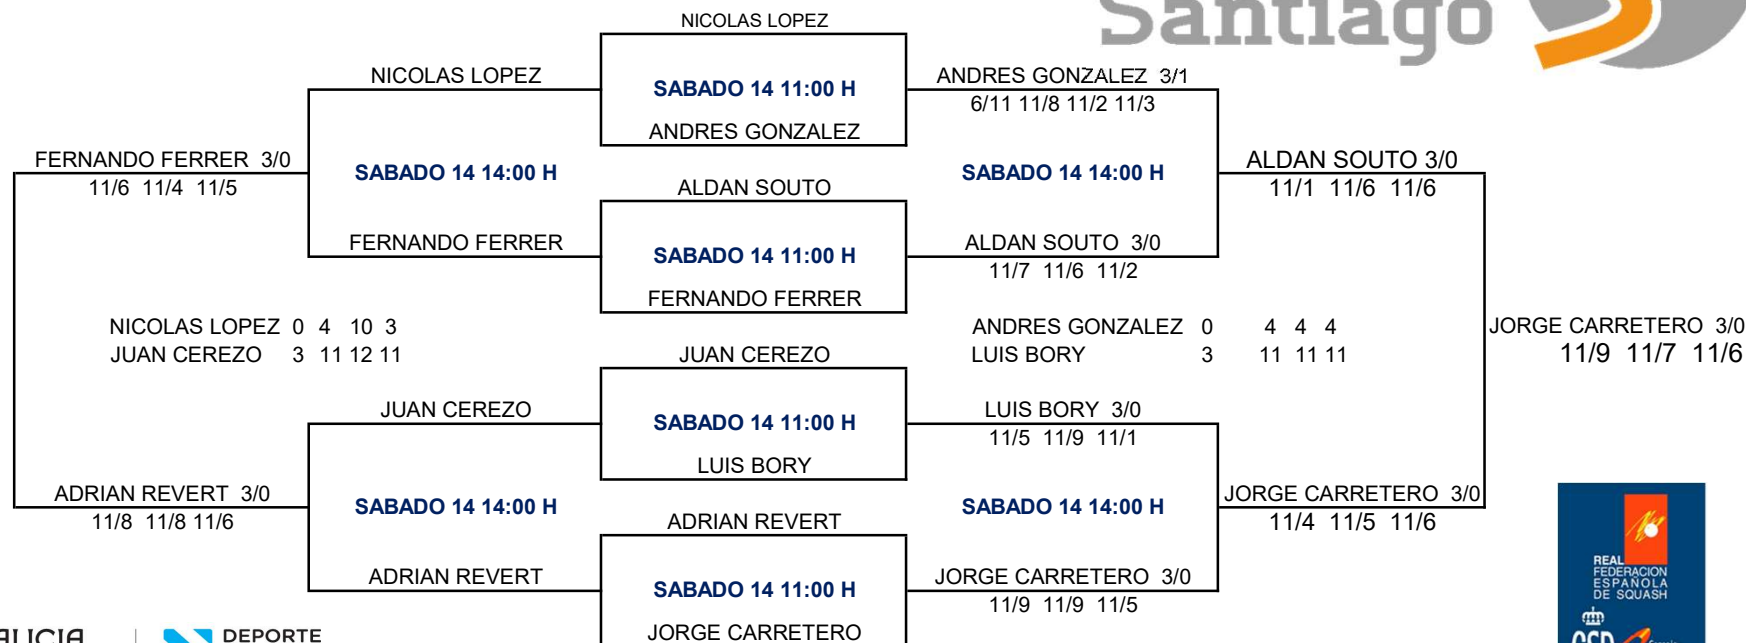 Santiago
NICOLAS LOPEZ
NICOLAS LOPEZ
SABADO 14 11:00 H
ANDRES GONZALEZ 3/1
6/11 11/8 11/2 11/3
ANDRES GONZALEZ
FERNANDO FERRER 3/0
11/6 11/4 11/5
SABADO 14 14:00 H
ALDAN SOUTO
SABADO 14 14:00 H
ALDAN SOUTO 3/0
11/1 11/6 11/6
FERNANDO FERRER
SABADO 14 11:00 H
ALDAN SOUTO 3/0
11/7 11/6 11/2
FERNANDO FERRER
NICOLAS LOPEZ 0 4 10 3
JUAN CEREZO 3 11 12 11
ANDRES GONZALEZ 0 4 4 4
LUIS BORY 3 11 11 11
JORGE CARRETERO 3/0
11/9 11/7 11/6
JUAN CEREZO
JUAN CEREZO
SABADO 14 11:00 H
LUIS BORY 3/0
11/5 11/9 11/1
LUIS BORY
ADRIAN REVERT 3/0
11/8 11/8 11/6
SABADO 14 14:00 H
ADRIAN REVERT
SABADO 14 14:00 H
JORGE CARRETERO 3/0
11/4 11/5 11/6
ADRIAN REVERT
SABADO 14 11:00 H
JORGE CARRETERO 3/0
11/9 11/9 11/5
JORGE CARRETERO
REAL
FEDERACION
ESPAÑOLA
DE SQUASH
CSD
DEPORTE